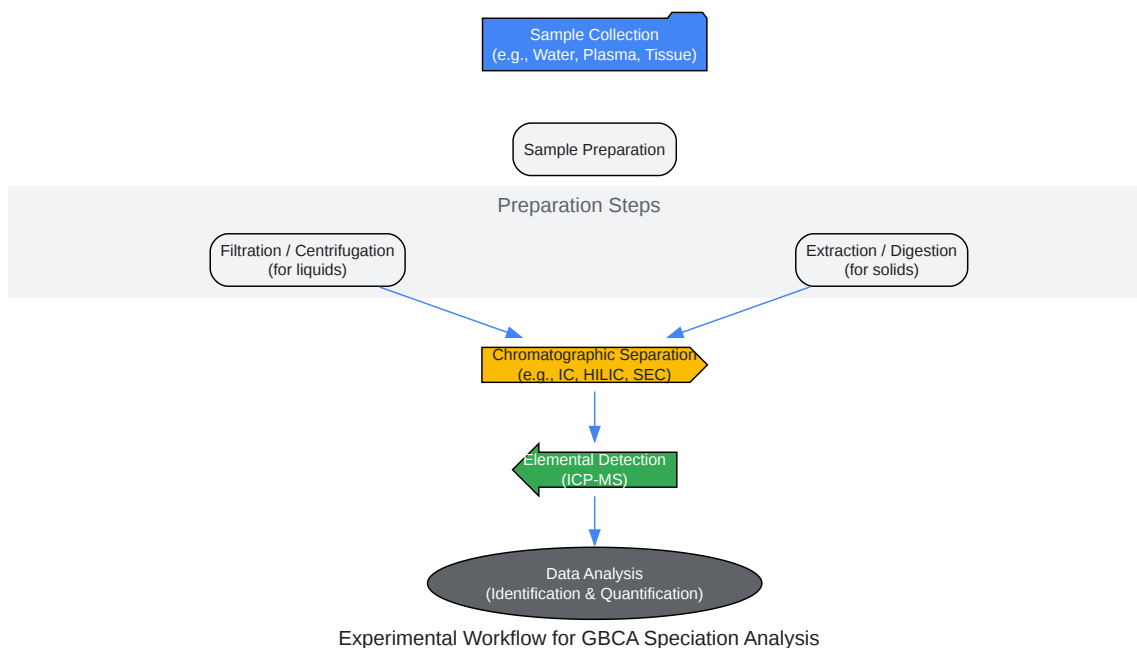 Sample Collection
(e.g., Water, Plasma, Tissue)
Sample Preparation
Preparation Steps
Filtration / Centrifugation
(for liquids)
Extraction / Digestion
(for solids)
Chromatographic Separation
(e.g., IC, HILIC, SEC)
Elemental Detection
(ICP-MS)
Data Analysis
(Identification & Quantification)
Experimental Workflow for GBCA Speciation Analysis